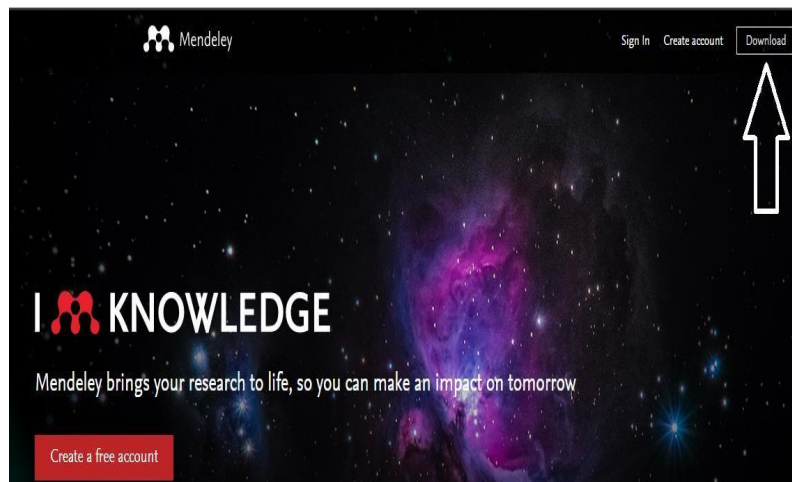 Mendeley
Sign In Create account Download
I KNOWLEDGE
Mendeley brings your research to life, so you can make an impact on tomorrow
Create a free account